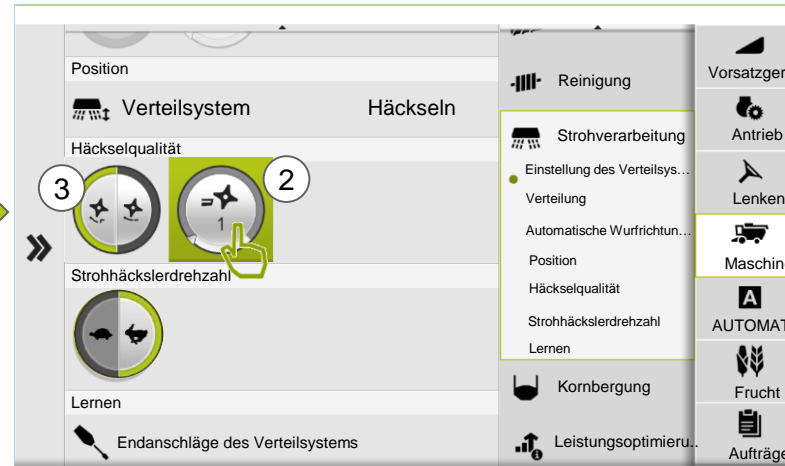 Position
Verteilsystem Häckseln
Häckselqualität
3
2
1
Strohhäckslerdrehzahl
Lernen
Endanschläge des Verteilsystems
Reinigung
Strohverarbeitung
Einstellung des Verteilsys...
Verteilung
Automatische Wurfrichtun...
Position
Häckselqualität
Strohhäckslerdrehzahl
Lernen
Kornbergung
Leistungsoptimieru..
Vorsatzger
Antrieb
Lenken
Maschin
A
AUTOMAT
Frucht
Aufträge